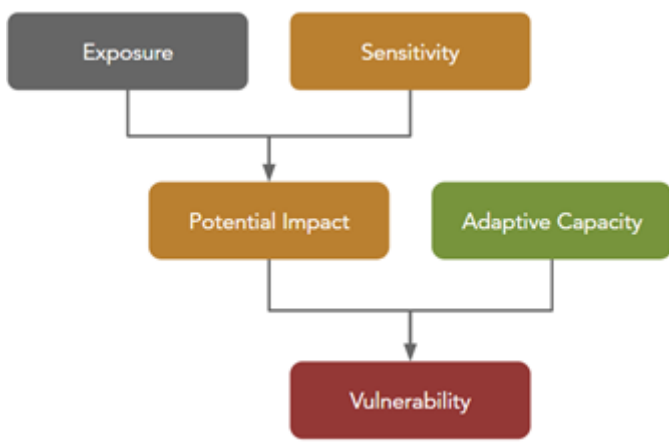 Exposure
Sensitivity
Potential Impact
Adaptive Capacity
Vulnerability